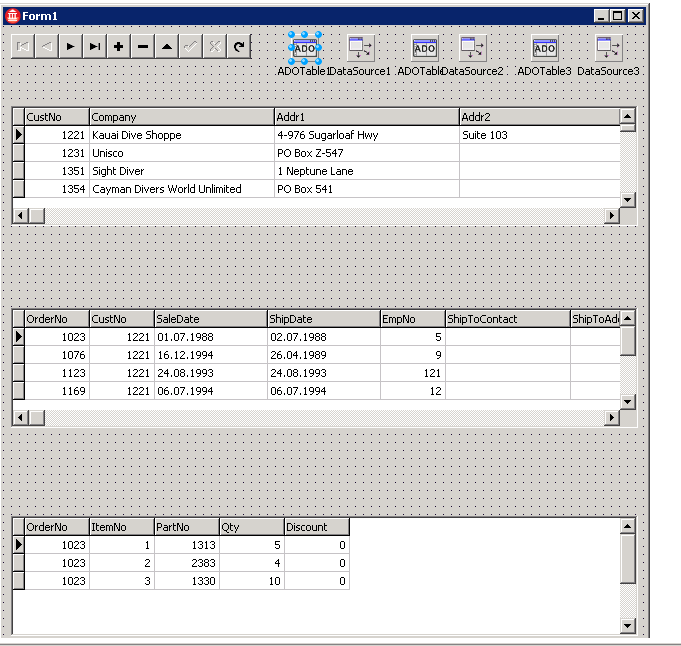 Form1
ADO ADO ADO
ADOTable1 DataSource1 ADOTable DataSource2 ADOTable3 DataSource3
CustNo Company Addr1 Addr2
1221 Kauai Dive Shoppe 4-976 Sugarloaf Hwy Suite 103
1231 Unisco PO Box Z-547
1351 Sight Diver 1 Neptune Lane
1354 Cayman Divers World Unlimited PO Box 541
OrderNo CustNo SaleDate ShipDate EmpNo ShipToContact ShipToAdd
1023 1221 01.07.1988 02.07.1988 5
1076 1221 16.12.1994 26.04.1989 9
1123 1221 24.08.1993 24.08.1993 121
1169 1221 06.07.1994 06.07.1994 12
OrderNo ItemNo PartNo Qty Discount
1023 1 1313 5 0
1023 2 2383 4 0
1023 3 1330 10 0